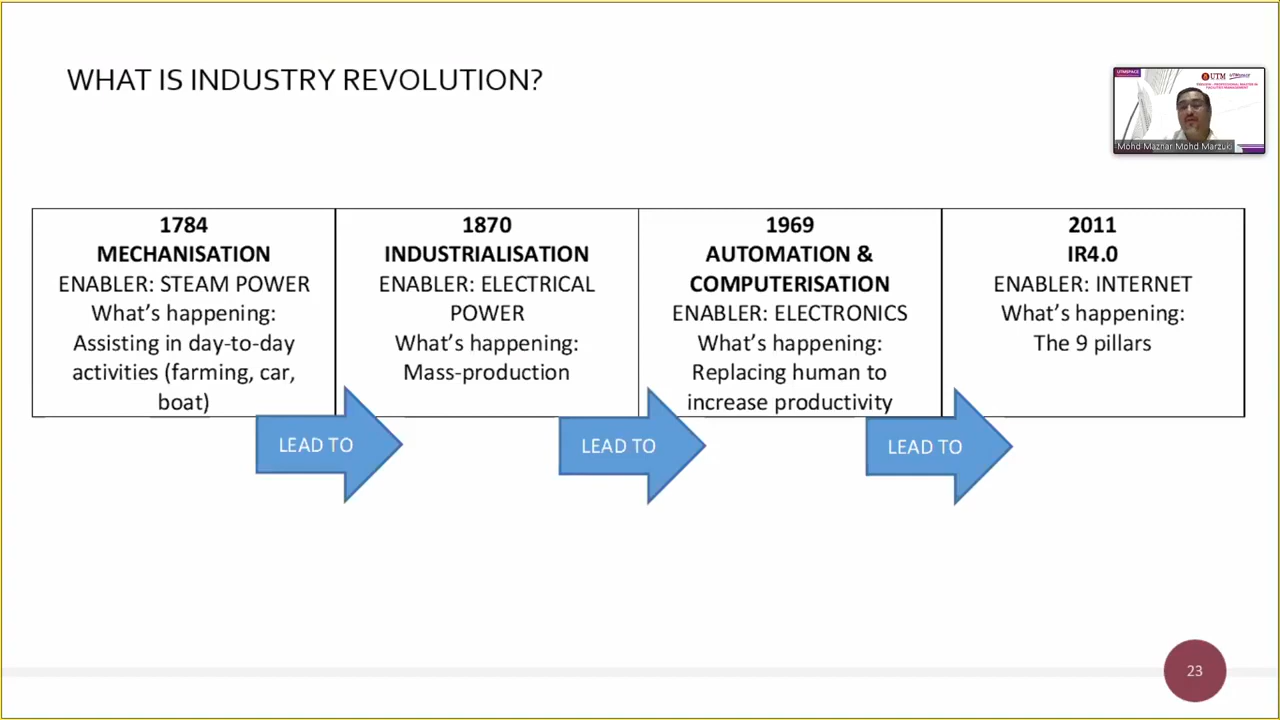 WHAT IS INDUSTRY REVOLUTION?
UTMSPACE
UTM
UTMSPACE
Mohd Maznar Mohd Marzuki
1784
MECHANISATION
ENABLER: STEAM POWER
What's happening:
Assisting in day-to-day
activities (farming, car,
boat)
1870
INDUSTRIALISATION
ENABLER: ELECTRICAL
POWER
What's happening:
Mass-production
1969
AUTOMATION &
COMPUTERISATION
ENABLER: ELECTRONICS
What's happening:
Replacing human to
increase productivity
2011
IR4.0
ENABLER: INTERNET
What's happening:
The 9 pillars
LEAD TO
LEAD TO
LEAD TO
23